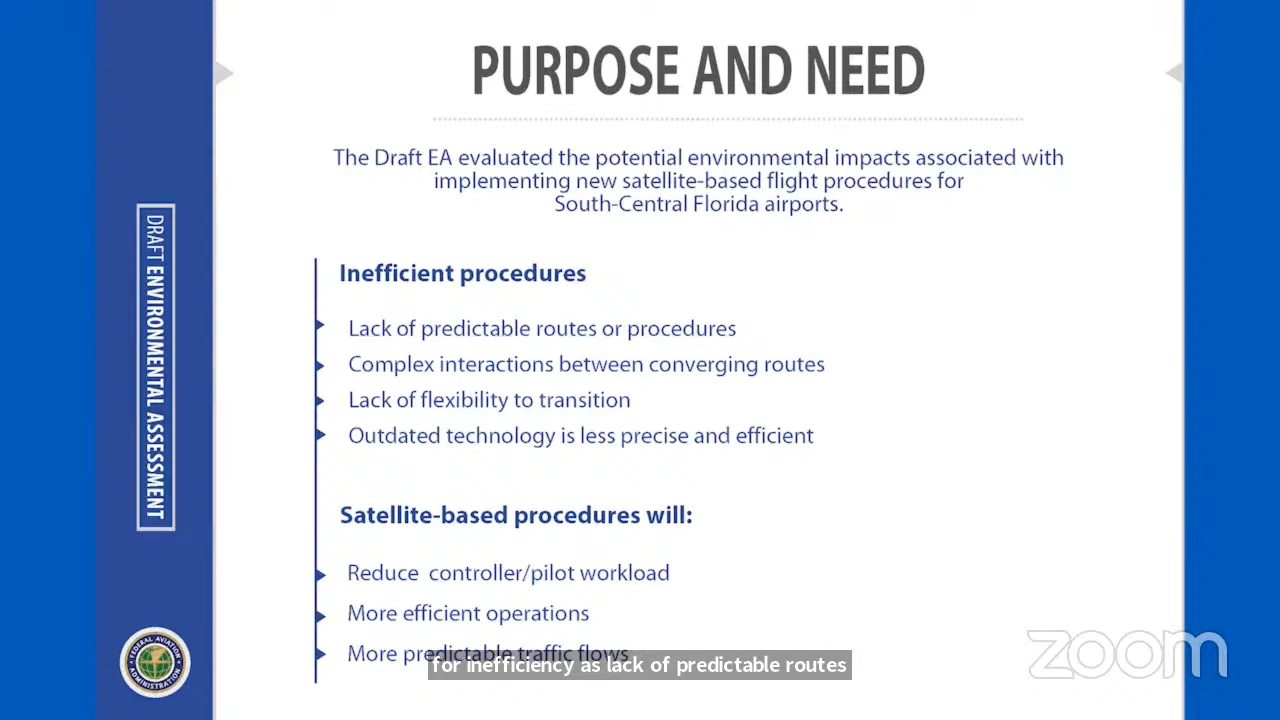 PURPOSE AND NEED
The Draft EA evaluated the potential environmental impacts associated with
implementing new satellite-based flight procedures for
South-Central Florida airports.
DRAFT ENVIRONMENTAL ASSESSMENT
Inefficient procedures
Lack of predictable routes or procedures
Complex interactions between converging routes
Lack of flexibility to transition
Outdated technology is less precise and efficient
Satellite-based procedures will:
Reduce controller/pilot workload
More efficient operations
More predictable traffic flows
for inefficiency as lack of predictable routes
FEDERAL AVIATION
ADMINISTRATION
zoom